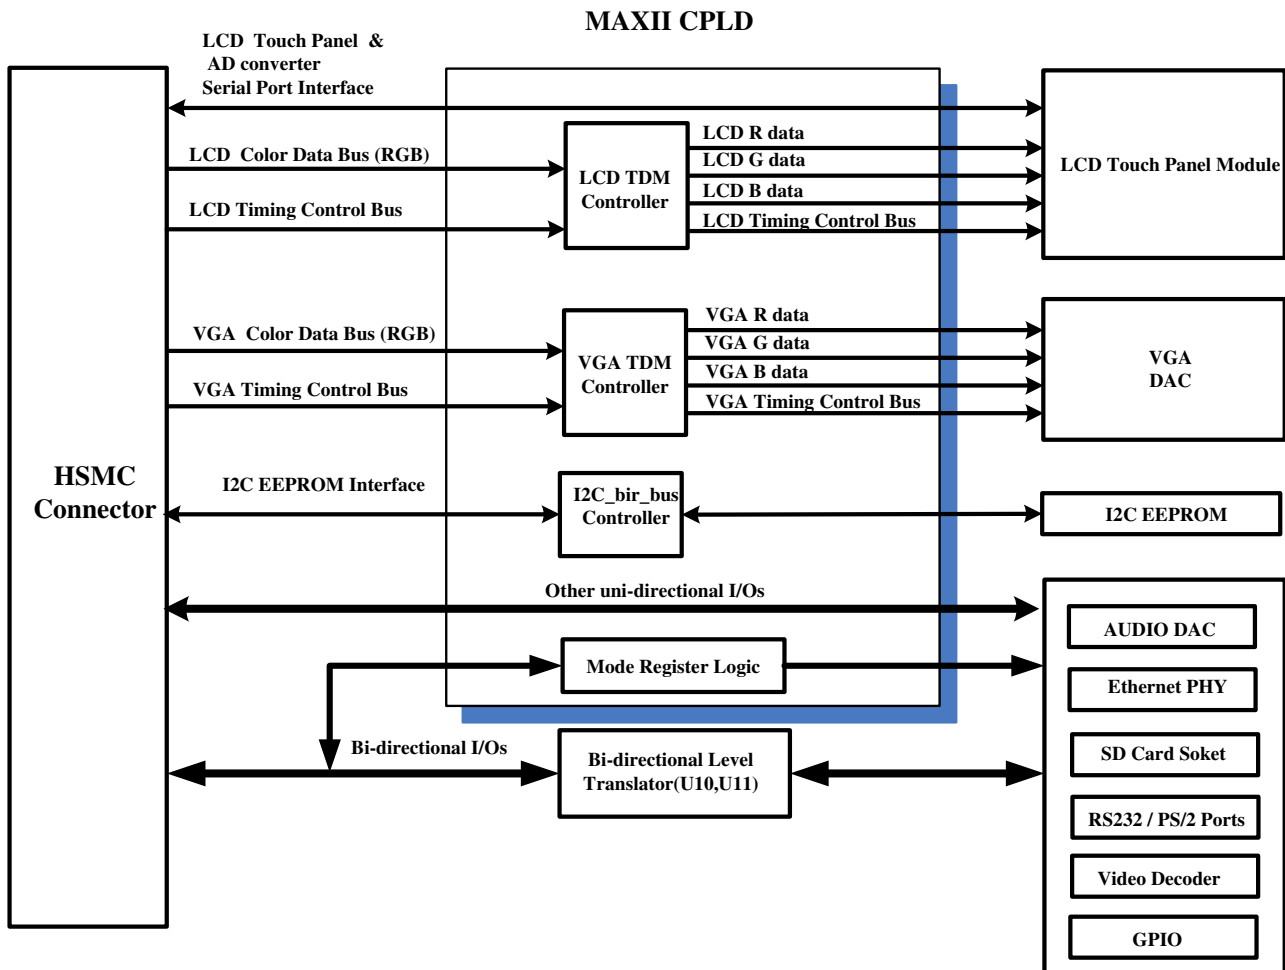 MAXII CPLD
LCD Touch Panel &
AD converter
Serial Port Interface
LCD Color Data Bus (RGB)
LCD Timing Control Bus
LCD TDM
Controller
LCD R data
LCD G data
LCD B data
LCD Timing Control Bus
LCD Touch Panel Module
VGA Color Data Bus (RGB)
VGA Timing Control Bus
VGA TDM
Controller
VGA R data
VGA G data
VGA B data
VGA Timing Control Bus
VGA
DAC
HSMC
Connector
I2C EEPROM Interface
I2C_bir_bus
Controller
I2C EEPROM
Other uni-directional I/Os
Mode Register Logic
Bi-directional I/Os
Bi-directional Level
Translator(U10,U11)
AUDIO DAC
Ethernet PHY
SD Card Soket
RS232 / PS/2 Ports
Video Decoder
GPIO